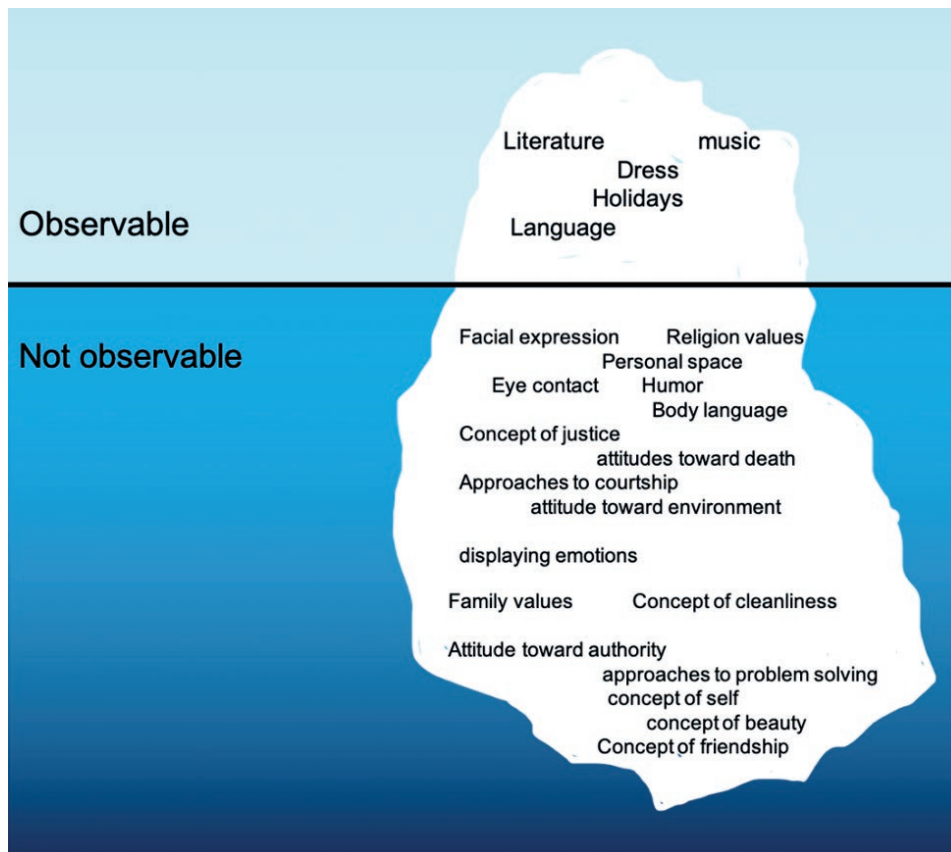 Literature music
Dress
Holidays
Observable
Language
Facial expression Religion values
Not observable
Personal space
Eye contact Humor
Body language
Concept of justice
attitudes toward death
Approaches to courtship
attitude toward environment
displaying emotions
Family values Concept of cleanliness
Attitude toward authority
approaches to problem solving
concept of self
concept of beauty
Concept of friendship